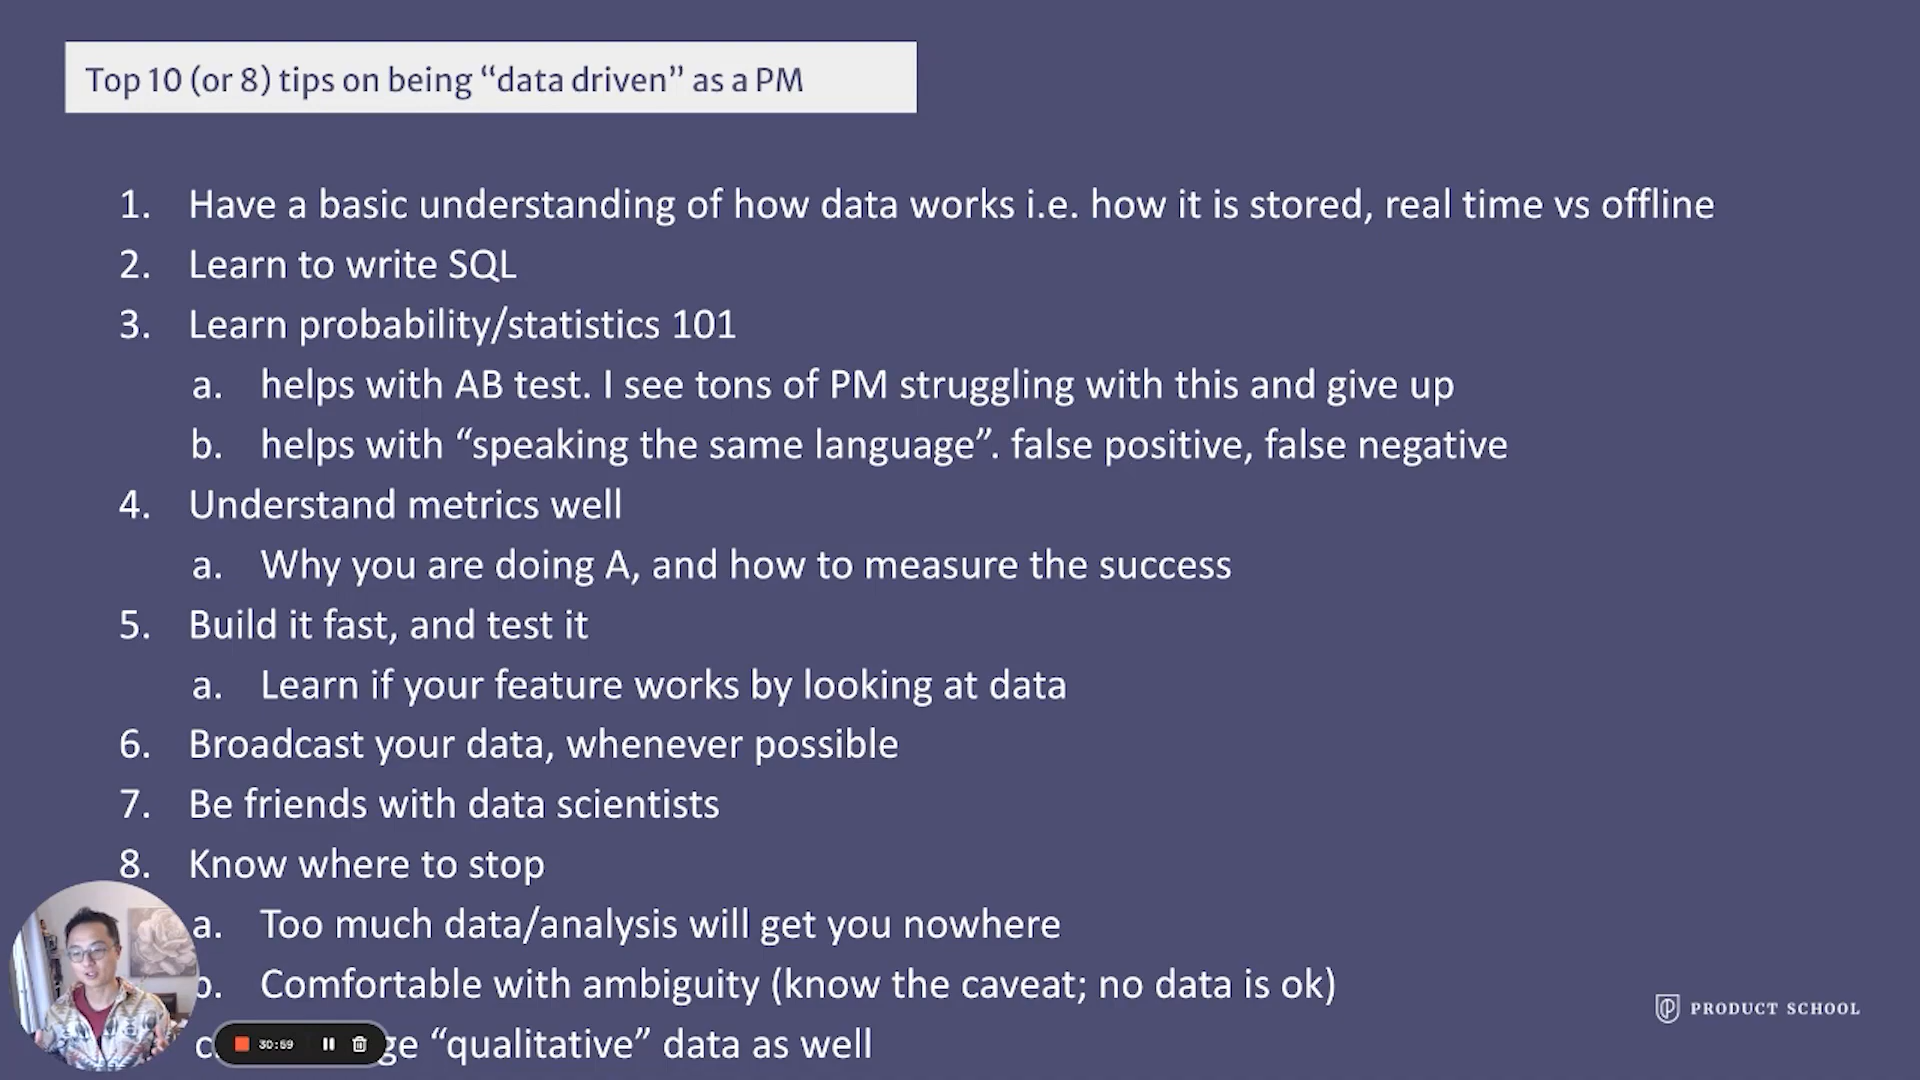 Top 10 (or 8) tips on being “data driven” as a PM
1. Have a basic understanding of how data works i.e. how it is stored, real time vs offline
2. Learn to write SQL
3. Learn probability/statistics 101
a. helps with AB test. I see tons of PM struggling with this and give up
b. helps with “speaking the same language”. false positive, false negative
4. Understand metrics well
a. Why you are doing A, and how to measure the success
5. Build it fast, and test it
a. Learn if your feature works by looking at data
6. Broadcast your data, whenever possible
7. Be friends with data scientists
8. Know where to stop
a. Too much data/analysis will get you nowhere
b. Comfortable with ambiguity (know the caveat; no data is ok)
“qualitative” data as well
30:59
PRODUCT SCHOOL